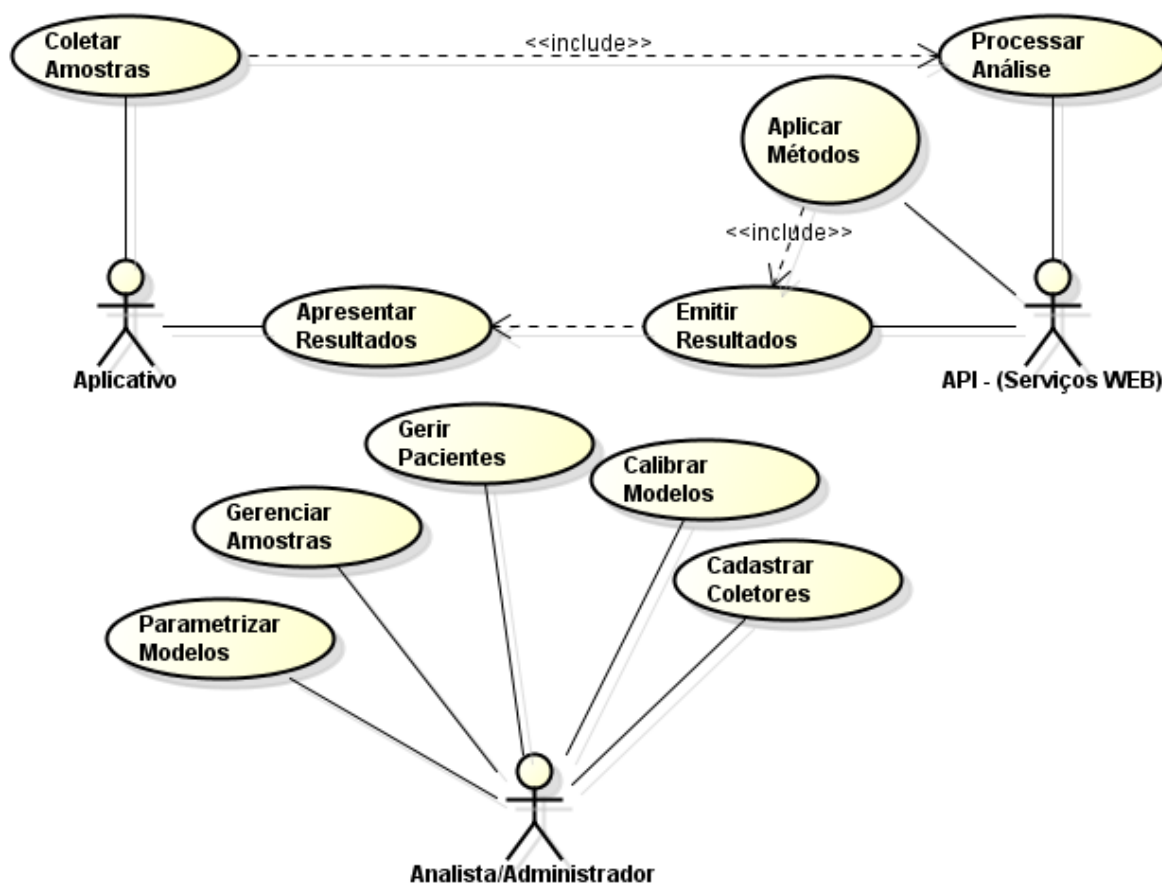 Coletar
Amostras
<<include>>
Processar
Análise
Aplicar
Métodos
<<include>>
Apresentar
Resultados
Emitir
Resultados
Aplicativo
API - (Serviços WEB)
Gerir
Pacientes
Calibrar
Modelos
Gerenciar
Amostras
Cadastrar
Coletores
Parametrizar
Modelos
Analista/Administrador